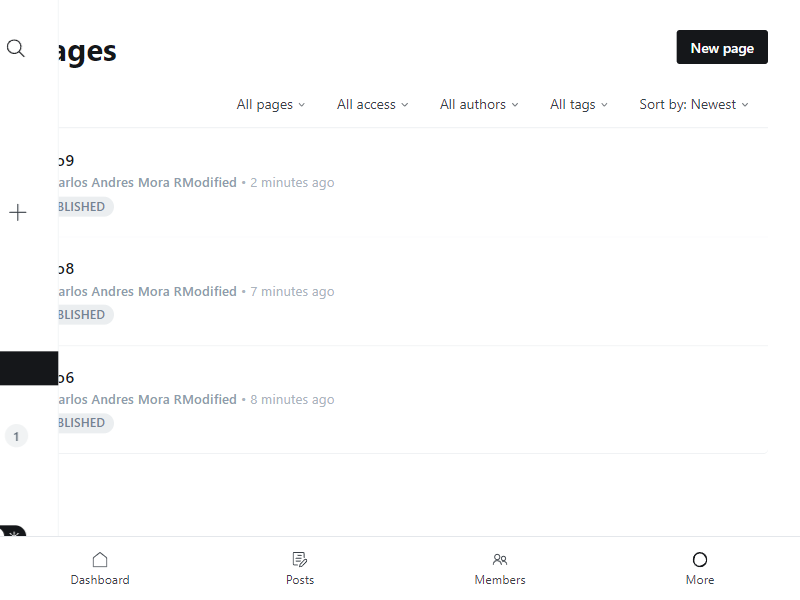 ages
New page
All pages
All access
All authors
All tags
Sort by: Newest
o9
arlos Andres Mora RModified • 2 minutes ago
BLISHED
o8
arlos Andres Mora RModified • 7 minutes ago
BLISHED
o6
arlos Andres Mora RModified • 8 minutes ago
BLISHED
1
Dashboard
Posts
Members
More